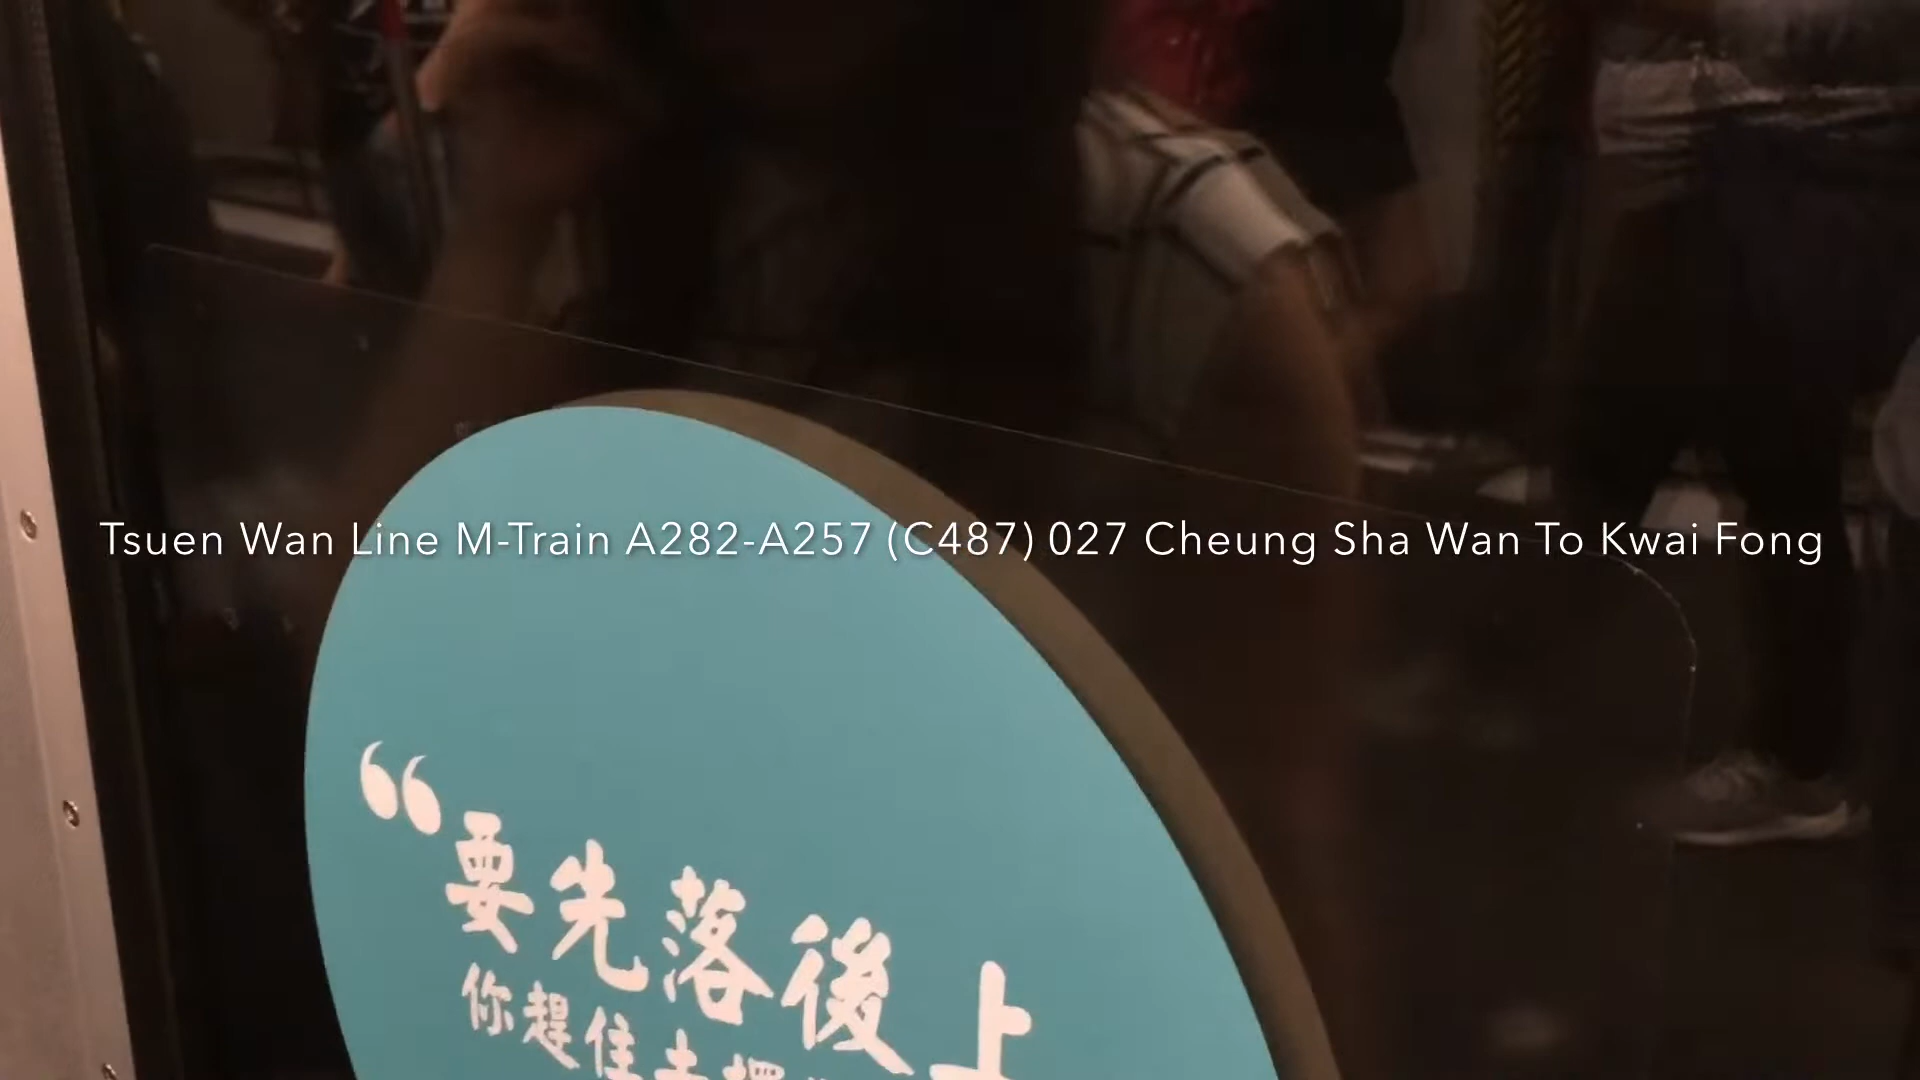 Tsuen Wan Line M-Train A282-A257 (C487) 027 Cheung Sha Wan To Kwai Fong
“要先落後上
你趕住去